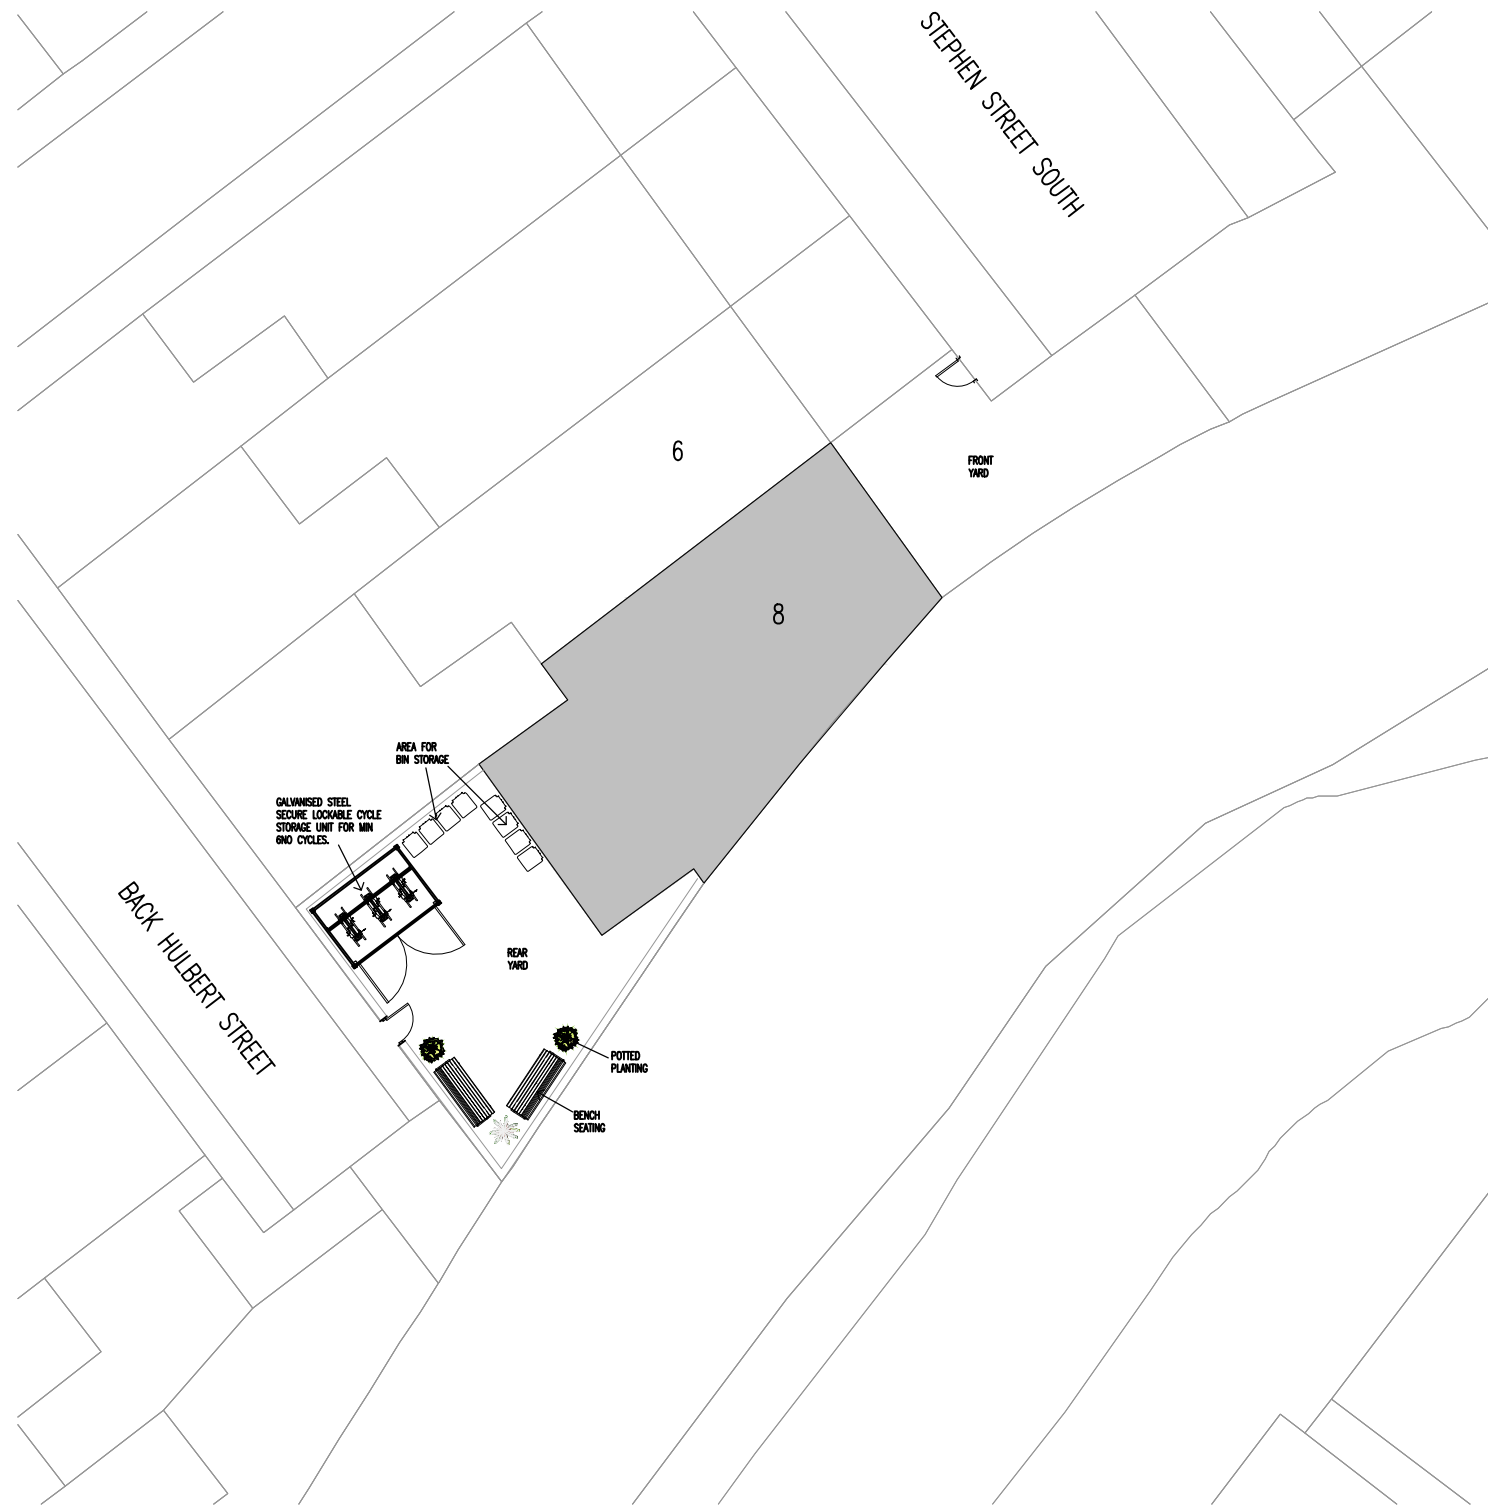 STEPHEN STREET SOUTH
6
FRONT
YARD
8
AREA FOR
BIN STORAGE
GALVANISED STEEL
SECURE LOCKABLE CYCLE
STORAGE UNIT FOR MIN
6NO CYCLES.
BACK HULBERT STREET
REAR
YARD
POTTED
PLANTING
BENCH
SEATING